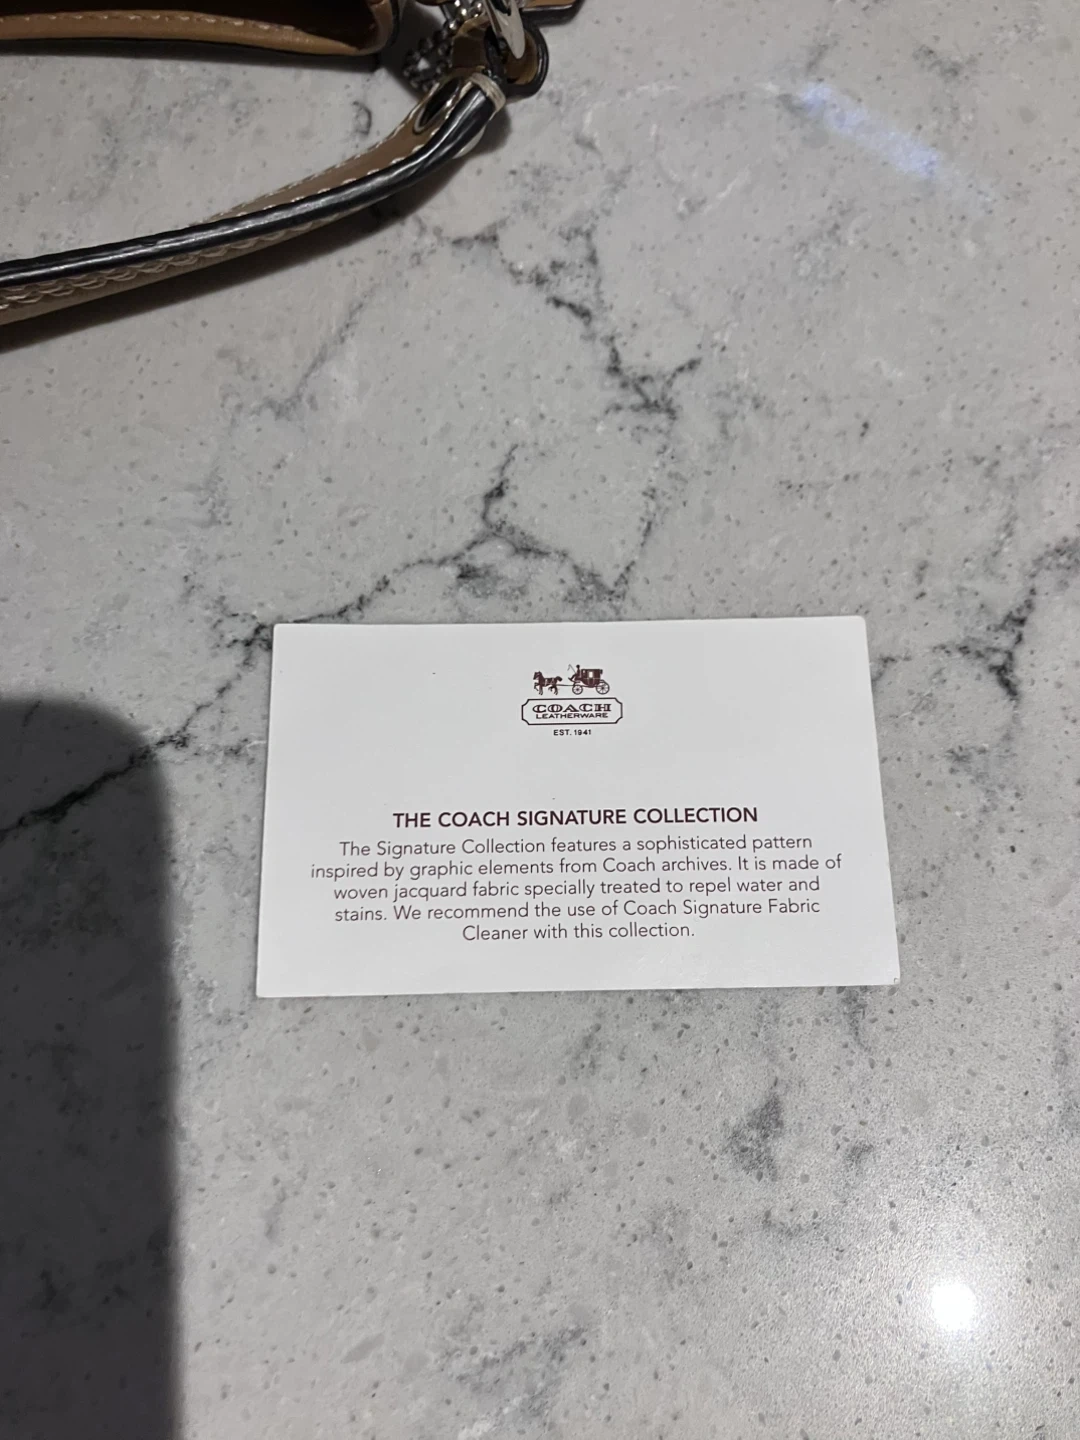 COACH
LEATHERWARE
EST. 1941
THE COACH SIGNATURE COLLECTION
The Signature Collection features a sophisticated pattern
inspired by graphic elements from Coach archives. It is made of
woven jacquard fabric specially treated to repel water and
stains. We recommend the use of Coach Signature Fabric
Cleaner with this collection.